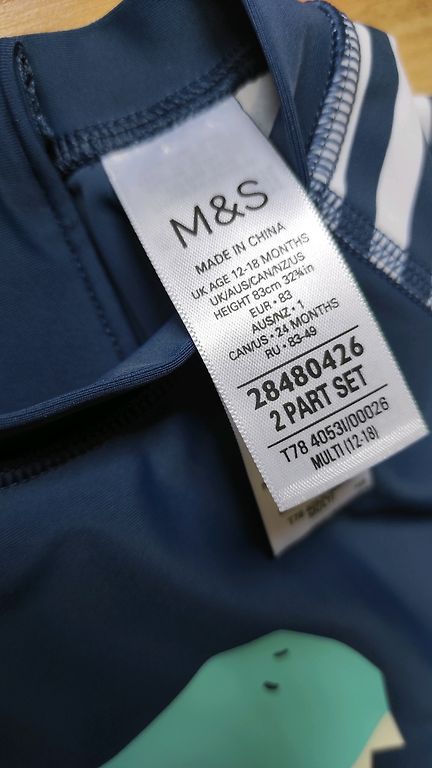 M&S
MADE IN CHINA
UK AGE 12-18 MONTHS
UK/AUS/CAN/NZ/US
HEIGHT 83cm 32¾in
EUR • 83
AUS/NZ • 1
CAN/US • 24 MONTHS
RU • 83-49
28480426
2 PART SET
T78 4053I/00026
MULTI (12-18)